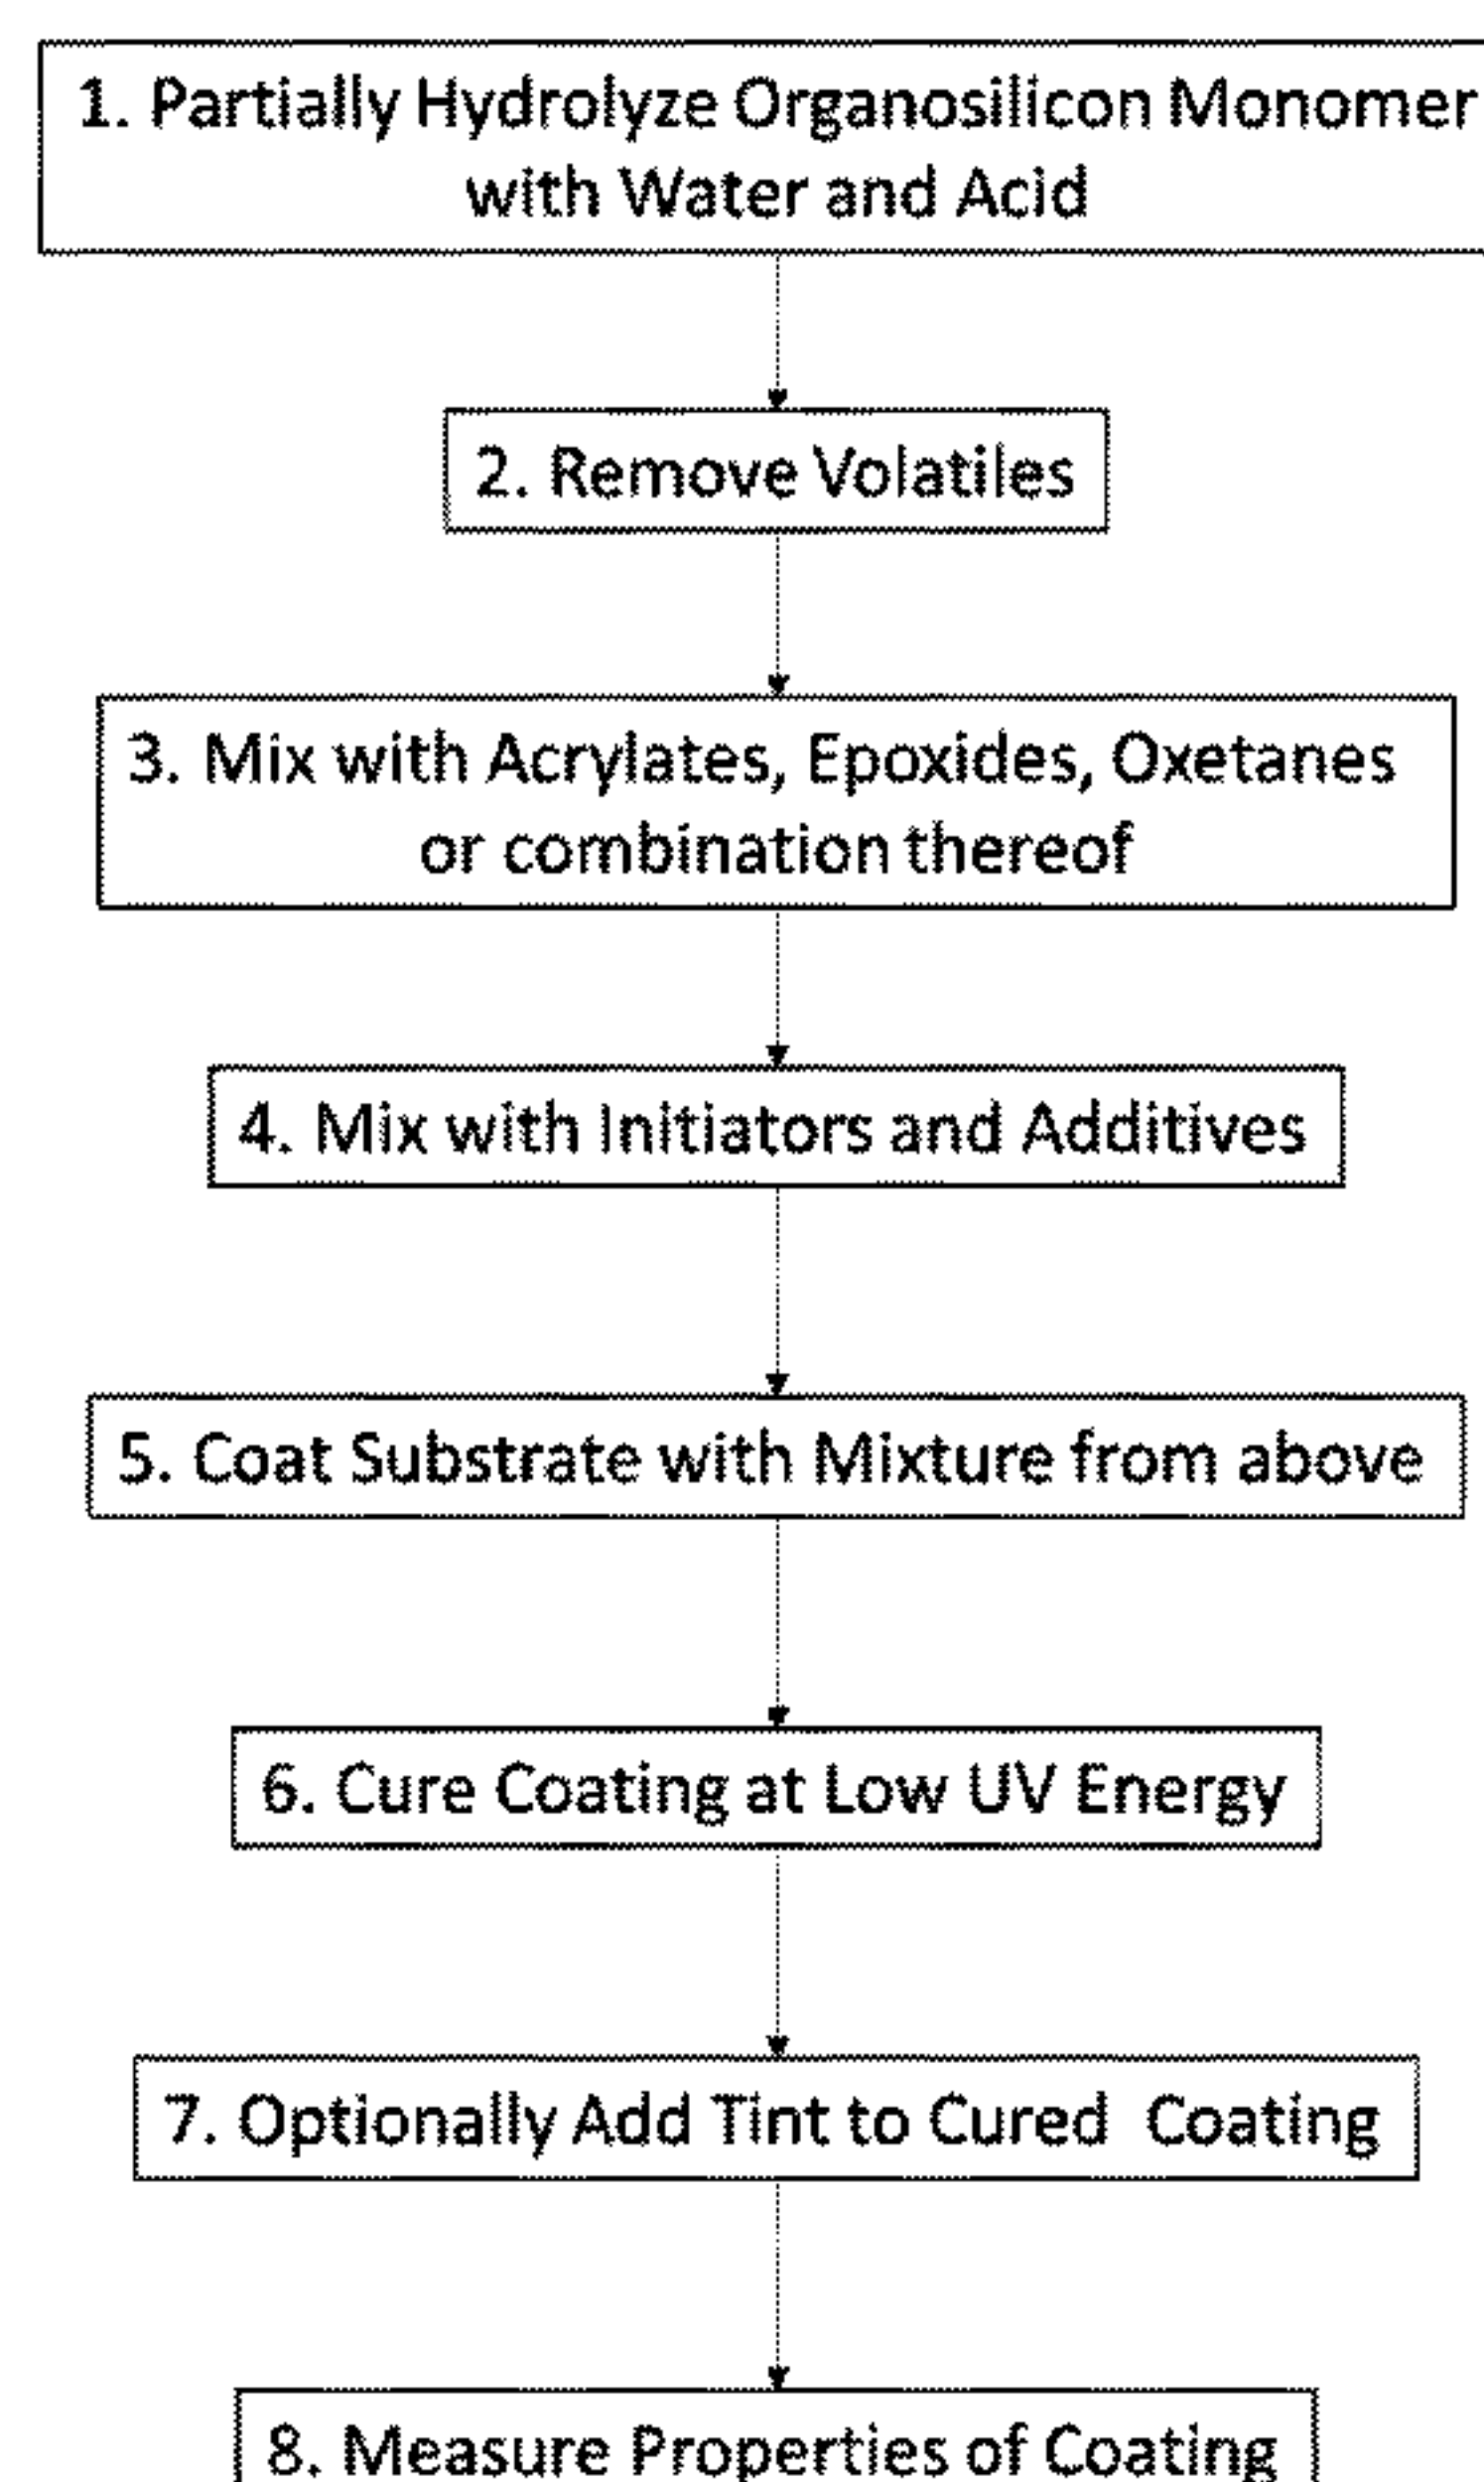 1. Partially Hydrolyze Organosilicon Monomer
with Water and Acid
2. Remove Volatiles
3. Mix with Acrylates, Epoxides, Oxetanes
or combination thereof
4. Mix with Initiators and Additives
5. Coat Substrate with Mixture from above
6. Cure Coating at Low UV Energy
7. Optionally Add Tint to Cured Coating
8. Measure Properties of Coating